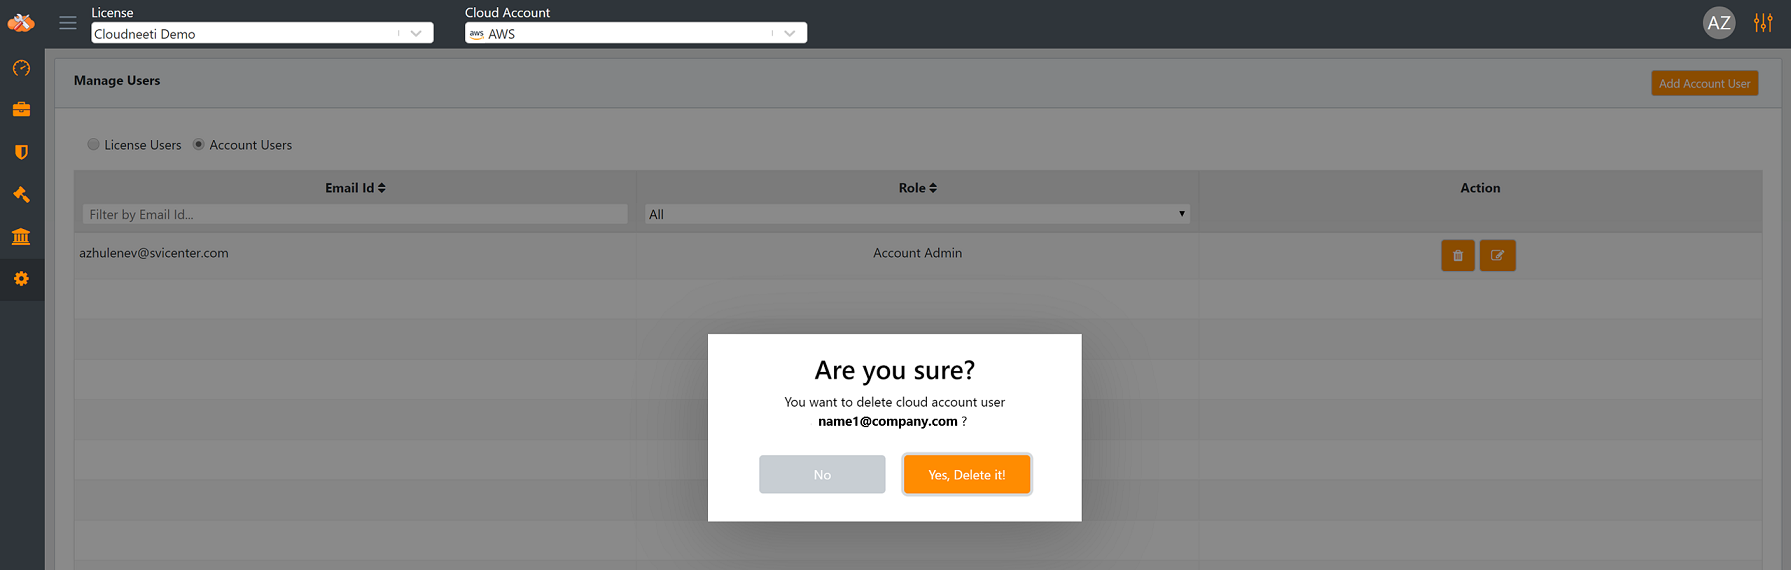 License
Cloud Account
Cloudneeti Demo
aws AWS
AZ
Manage Users
Add Account User
License Users
Account Users
Email Id
Role
Action
Filter by Email Id...
All
azhulenev@svicenter.com
Account Admin
Are you sure?
You want to delete cloud account user
name1@company.com ?
No
Yes, Delete it!